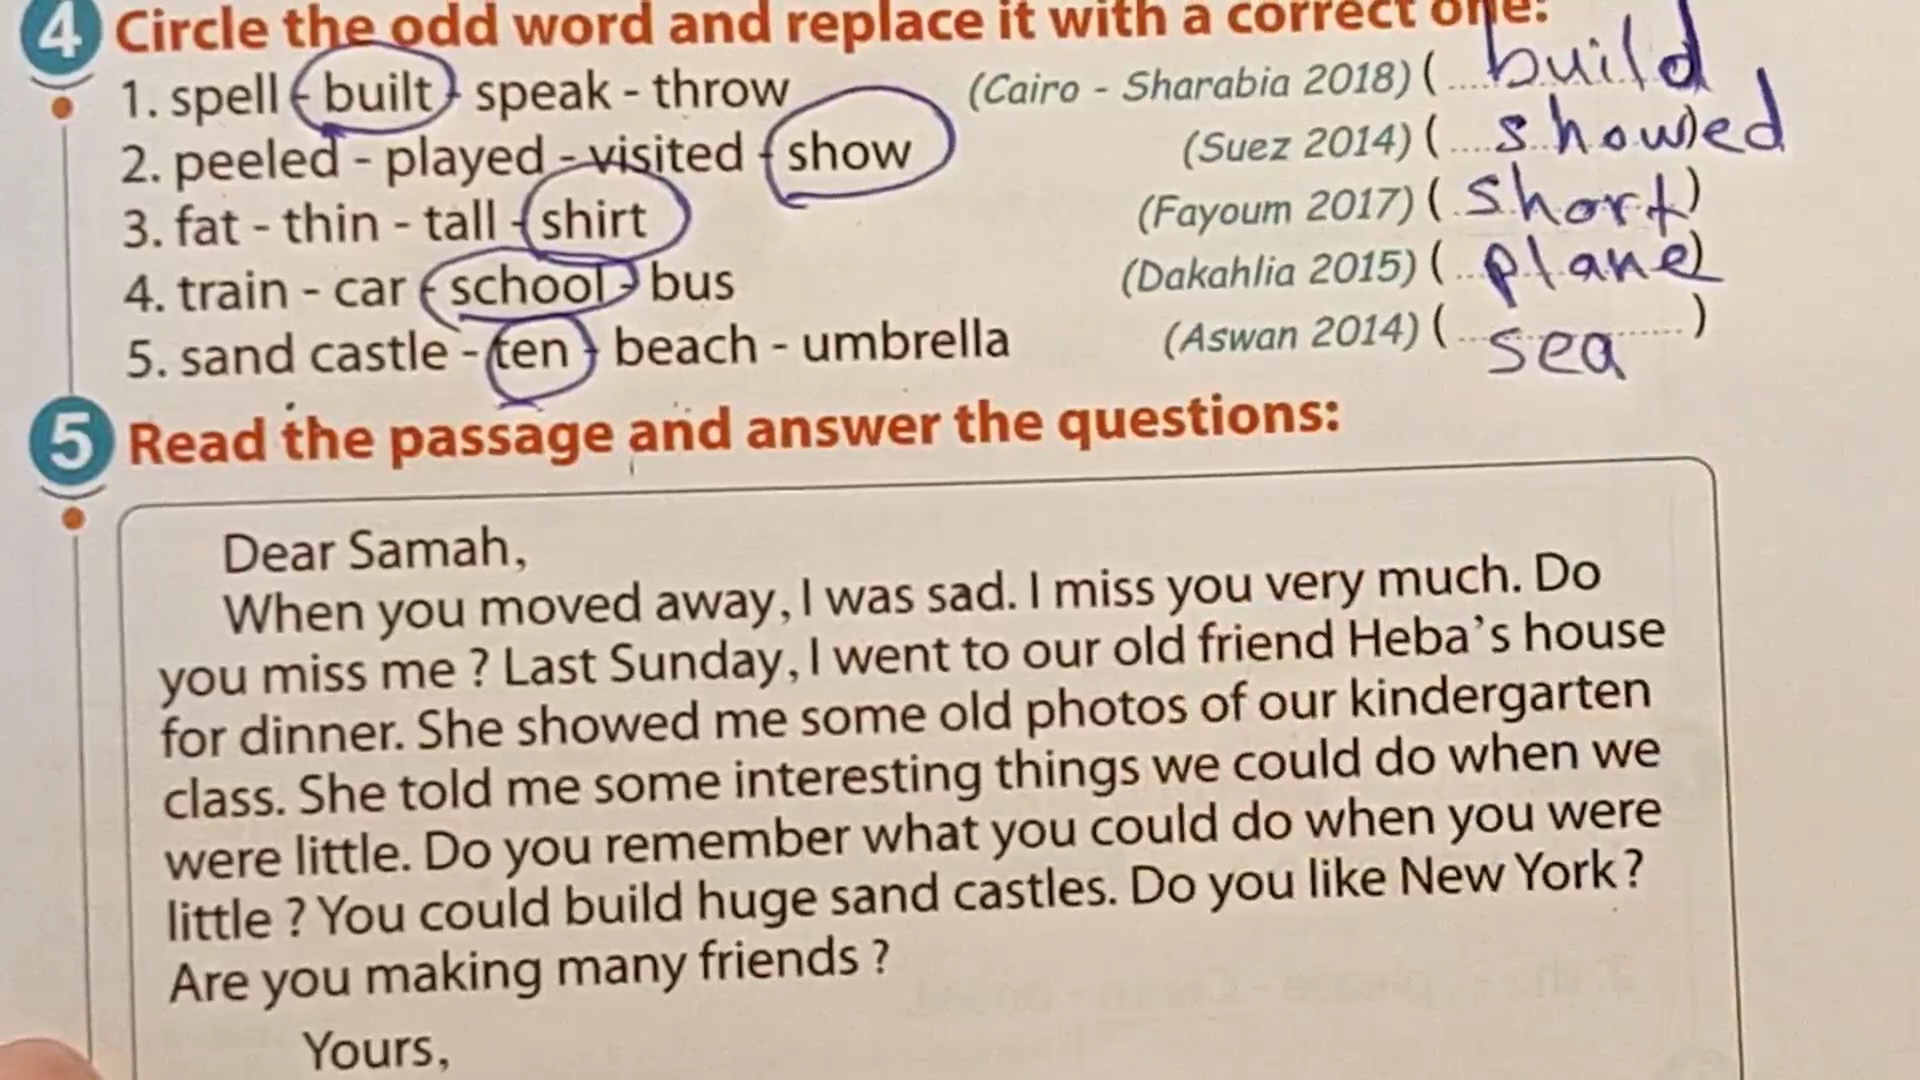 4 Circle the odd word and replace it with a correct one:
1. spell - built - speak - throw (Cairo - Sharabia 2018) ( build
2. peeled - played - visited - show (Suez 2014) ( showed )
3. fat - thin - tall - shirt (Fayoum 2017) ( short )
4. train - car - school - bus (Dakahlia 2015) ( plane )
5. sand castle - ten - beach - umbrella (Aswan 2014) ( sea )
5 Read the passage and answer the questions:
Dear Samah,
When you moved away, I was sad. I miss you very much. Do
you miss me ? Last Sunday, I went to our old friend Heba's house
for dinner. She showed me some old photos of our kindergarten
class. She told me some interesting things we could do when we
were little. Do you remember what you could do when you were
little ? You could build huge sand castles. Do you like New York ?
Are you making many friends ?
Yours,